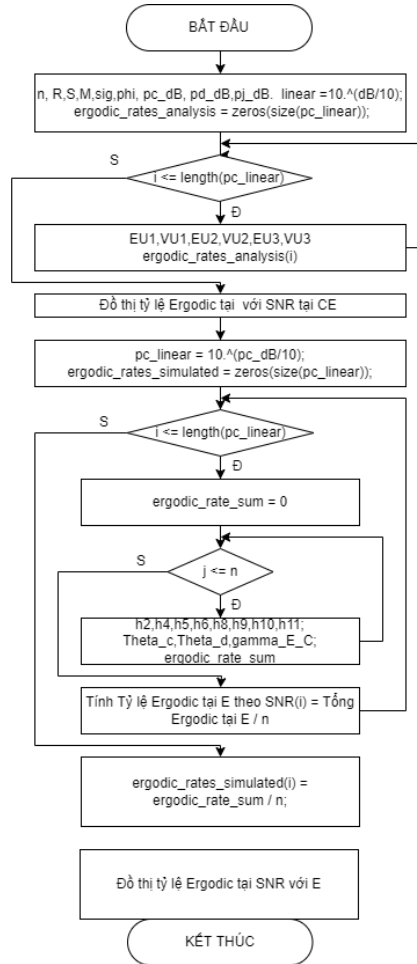 BẮT ĐẦU
n, R,S,M,sig,phi, pc_dB, pd_dB,pj_dB. linear =10.^(dB/10);
ergodic_rates_analysis = zeros(size(pc_linear));
S
i <= length(pc_linear)
Đ
EU1,VU1,EU2,VU2,EU3,VU3
ergodic_rates_analysis(i)
Đồ thị tỷ lệ Ergodic tại với SNR tại CE
pc_linear = 10.^(pc_dB/10);
ergodic_rates_simulated = zeros(size(pc_linear));
S
i <= length(pc_linear)
Đ
ergodic_rate_sum = 0
S
j <= n
Đ
h2,h4,h5,h6,h8,h9,h10,h11;
Theta_c,Theta_d,gamma_E_C;
ergodic_rate_sum
Tính Tỷ lệ Ergodic tại E theo SNR(i) = Tổng
Ergodic tại E / n
ergodic_rates_simulated(i) =
ergodic_rate_sum / n;
Đồ thị tỷ lệ Ergodic tại SNR với E
KẾT THÚC